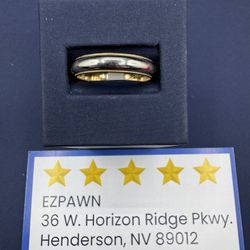 EZPAWN
36 W. Horizon Ridge Pkwy.
Henderson, NV 89012